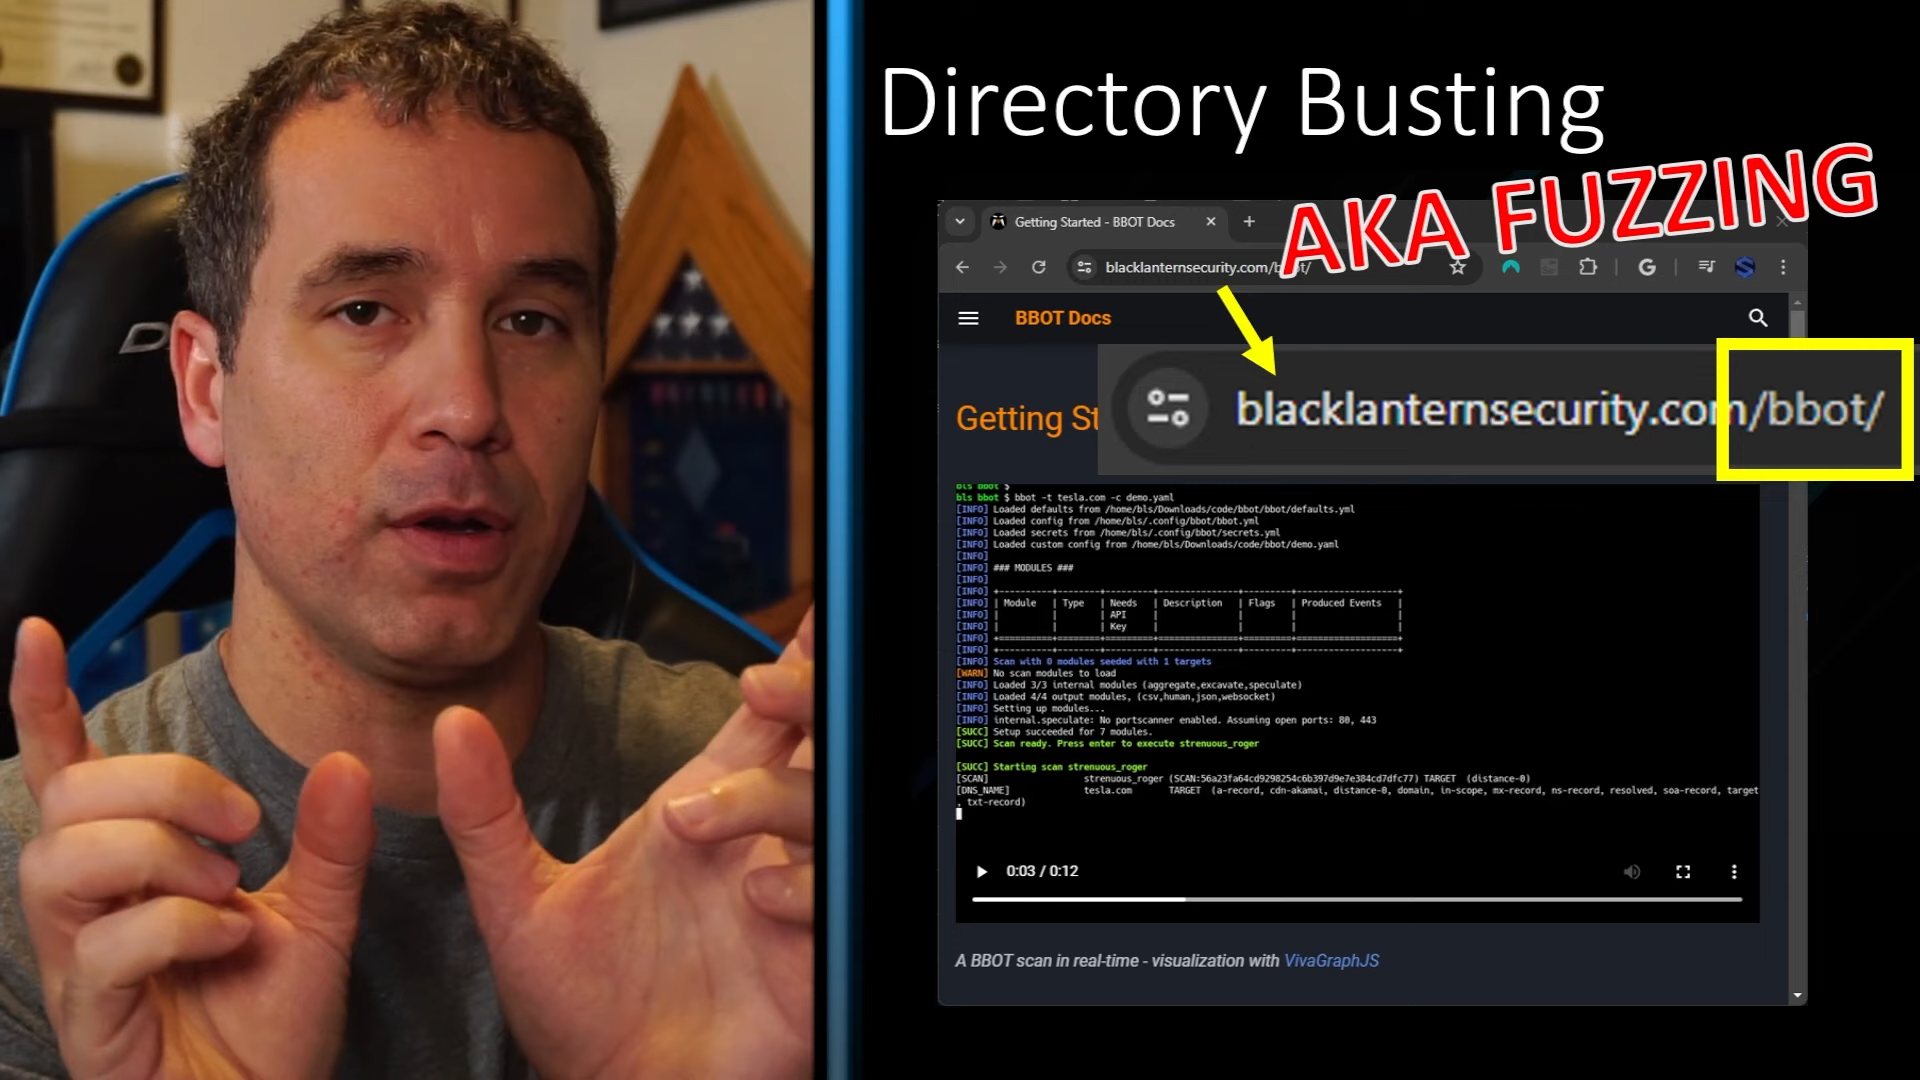 Directory Busting
AKA FUZZING
Getting Started - BBOT Docs
blacklanternsecurity.com/bbot/
BBOT Docs
blacklanternsecurity.com/bbot/
Getting St
bls bbot $
bls bbot $ bbot -t tesla.com -c demo.yaml
[INFO] Loaded defaults from /home/bls/Downloads/code/bbot/bbot/defaults.yml
[INFO] Loaded config from /home/bls/.config/bbot/bbot.yml
[INFO] Loaded secrets from /home/bls/.config/bbot/secrets.yml
[INFO] Loaded custom config from /home/bls/Downloads/code/bbot/demo.yaml
[INFO]
[INFO] ### MODULES ###
[INFO]
[INFO] +----------+-------+---------+----------------+---------+--------------------+
[INFO] | Module | Type | Needs | Description | Flags | Produced Events |
[INFO] | | | API | | | |
[INFO] | | | Key | | | |
[INFO] +==========+=======+=========+================+=========+====================+
[INFO] +----------+-------+---------+----------------+---------+--------------------+
[INFO] Scan with 0 modules seeded with 1 targets
[WARN] No scan modules to load
[INFO] Loaded 3/3 internal modules (aggregate,excavate,speculate)
[INFO] Loaded 4/4 output modules, (csv,human,json,websocket)
[INFO] Setting up modules...
[INFO] internal.speculate: No portscanner enabled. Assuming open ports: 80, 443
[SUCC] Setup succeeded for 7 modules.
[SUCC] Scan ready. Press enter to execute strenuous_roger
[SUCC] Starting scan strenuous_roger
[SCAN] strenuous_roger (SCAN:56a23fa64cd9298254c6b397d9e7e384cd7dfc77) TARGET (distance-0)
[DNS_NAME] tesla.com TARGET (a-record, cdn-akamai, distance-0, domain, in-scope, mx-record, ns-record, resolved, soa-record, target
, txt-record)
0:03 / 0:12
A BBOT scan in real-time - visualization with VivaGraphJS